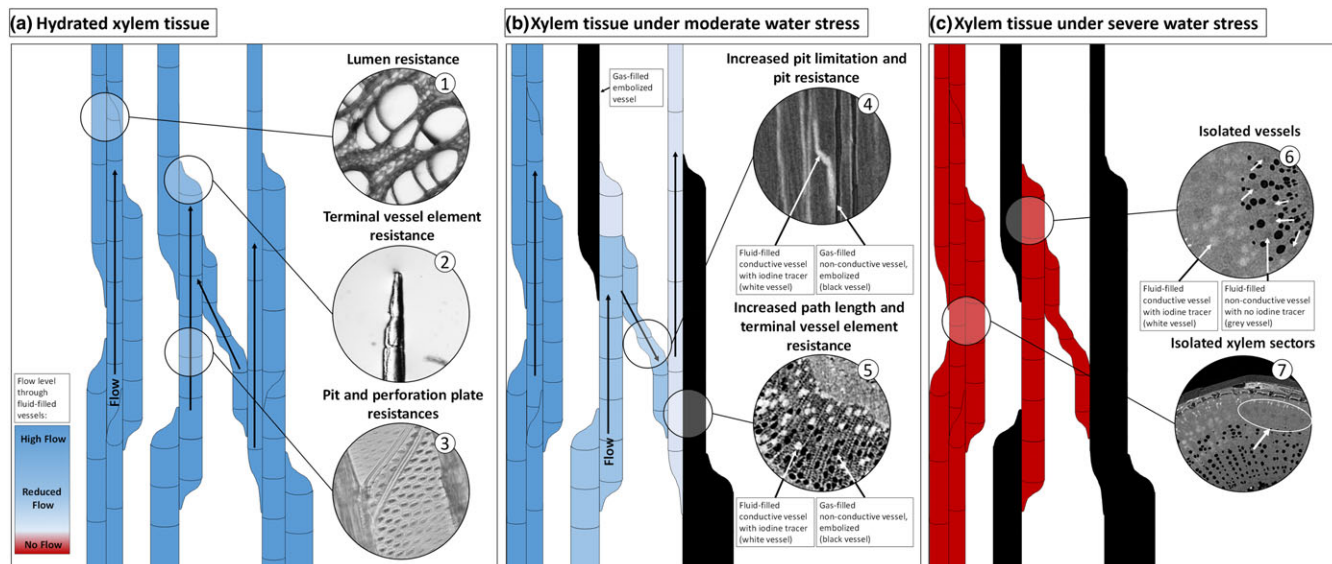 (a) Hydrated xylem tissue
Lumen resistance
1
Terminal vessel element
resistance
2
Pit and perforation plate
resistances
3
Flow
Flow level
through
fluid-filled
vessels:
High Flow
Reduced
Flow
No Flow
(b) Xylem tissue under moderate water stress
Gas-filled
embolized
vessel
Increased pit limitation and
pit resistance
4
Fluid-filled
conductive vessel
with iodine tracer
(white vessel)
Gas-filled
non-conductive vessel,
embolized
(black vessel)
Increased path length and
terminal vessel element
resistance
5
Flow
Fluid-filled
conductive vessel
with iodine tracer
(white vessel)
Gas-filled
non-conductive vessel,
embolized
(black vessel)
(c) Xylem tissue under severe water stress
Isolated vessels
6
Fluid-filled
conductive vessel
with iodine tracer
(white vessel)
Fluid-filled
non-conductive vessel
with no iodine tracer
(grey vessel)
Isolated xylem sectors
7